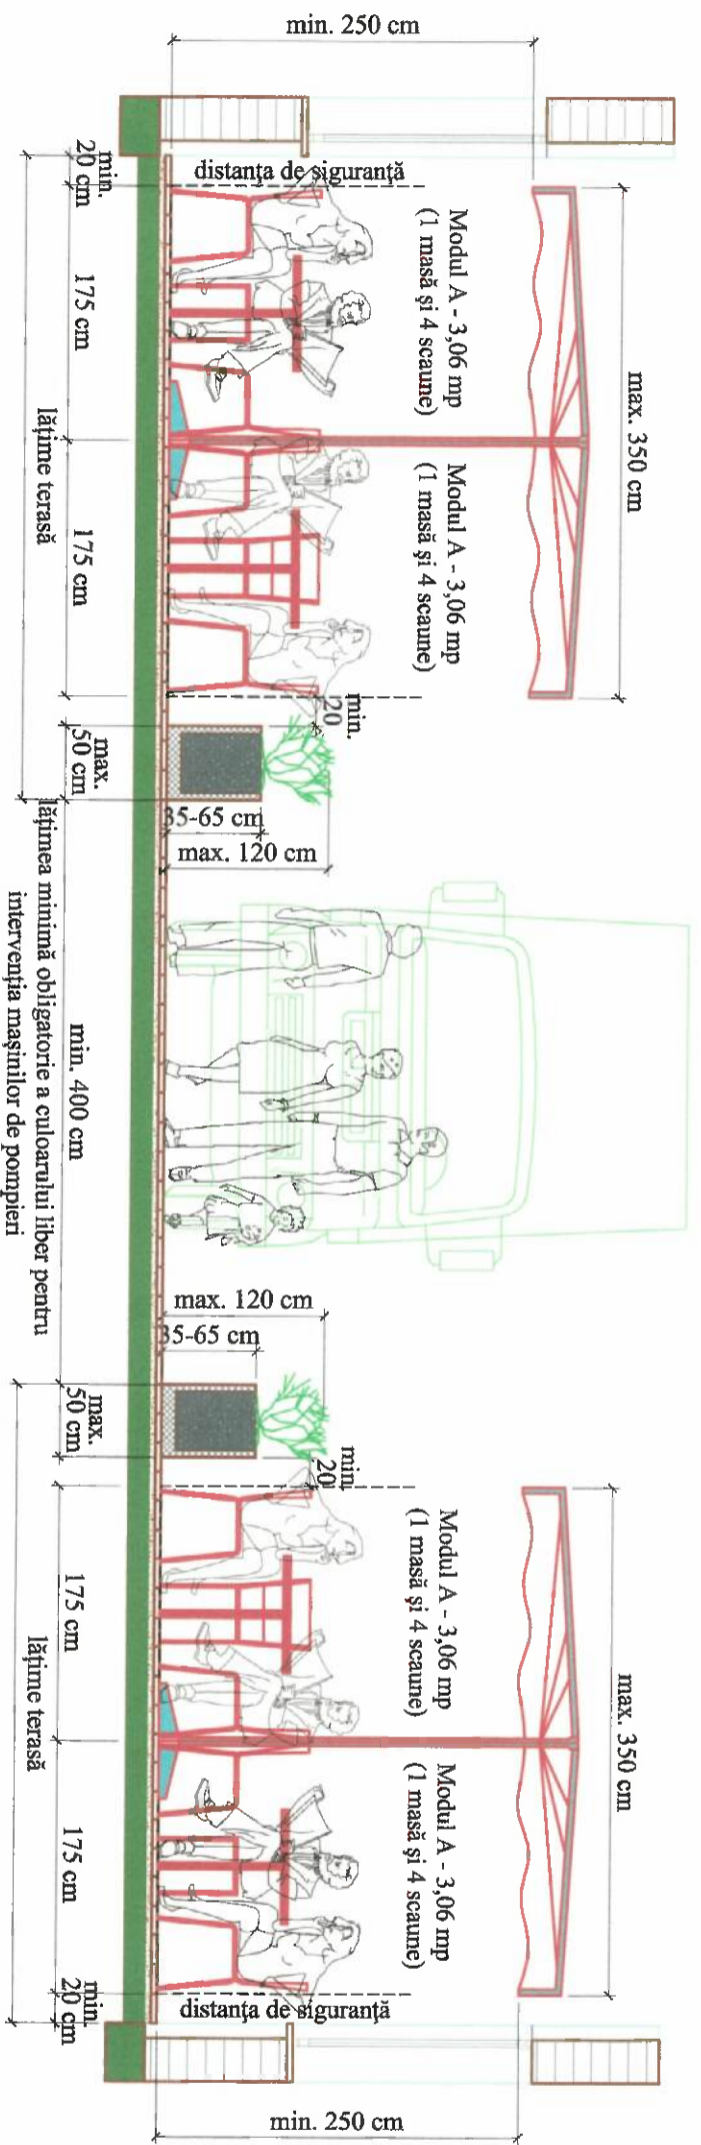 min. 250 cm
max. 350 cm
Modul A - 3,06 mp
(1 masă și 4 scaune)
Modul A - 3,06 mp
(1 masă și 4 scaune)
distanța de siguranță
min.
20 cm
175 cm
175 cm
lățime terasă
min.
20
max.
50 cm
35-65 cm
max. 120 cm
min. 400 cm
lățimea minimă obligatorie a culoarului liber pentru
intervenția mașinilor de pompieri
max. 120 cm
35-65 cm
max.
50 cm
min.
20
max. 350 cm
Modul A - 3,06 mp
(1 masă și 4 scaune)
Modul A - 3,06 mp
(1 masă și 4 scaune)
175 cm
175 cm
lățime terasă
min.
20 cm
distanța de siguranță
min. 250 cm